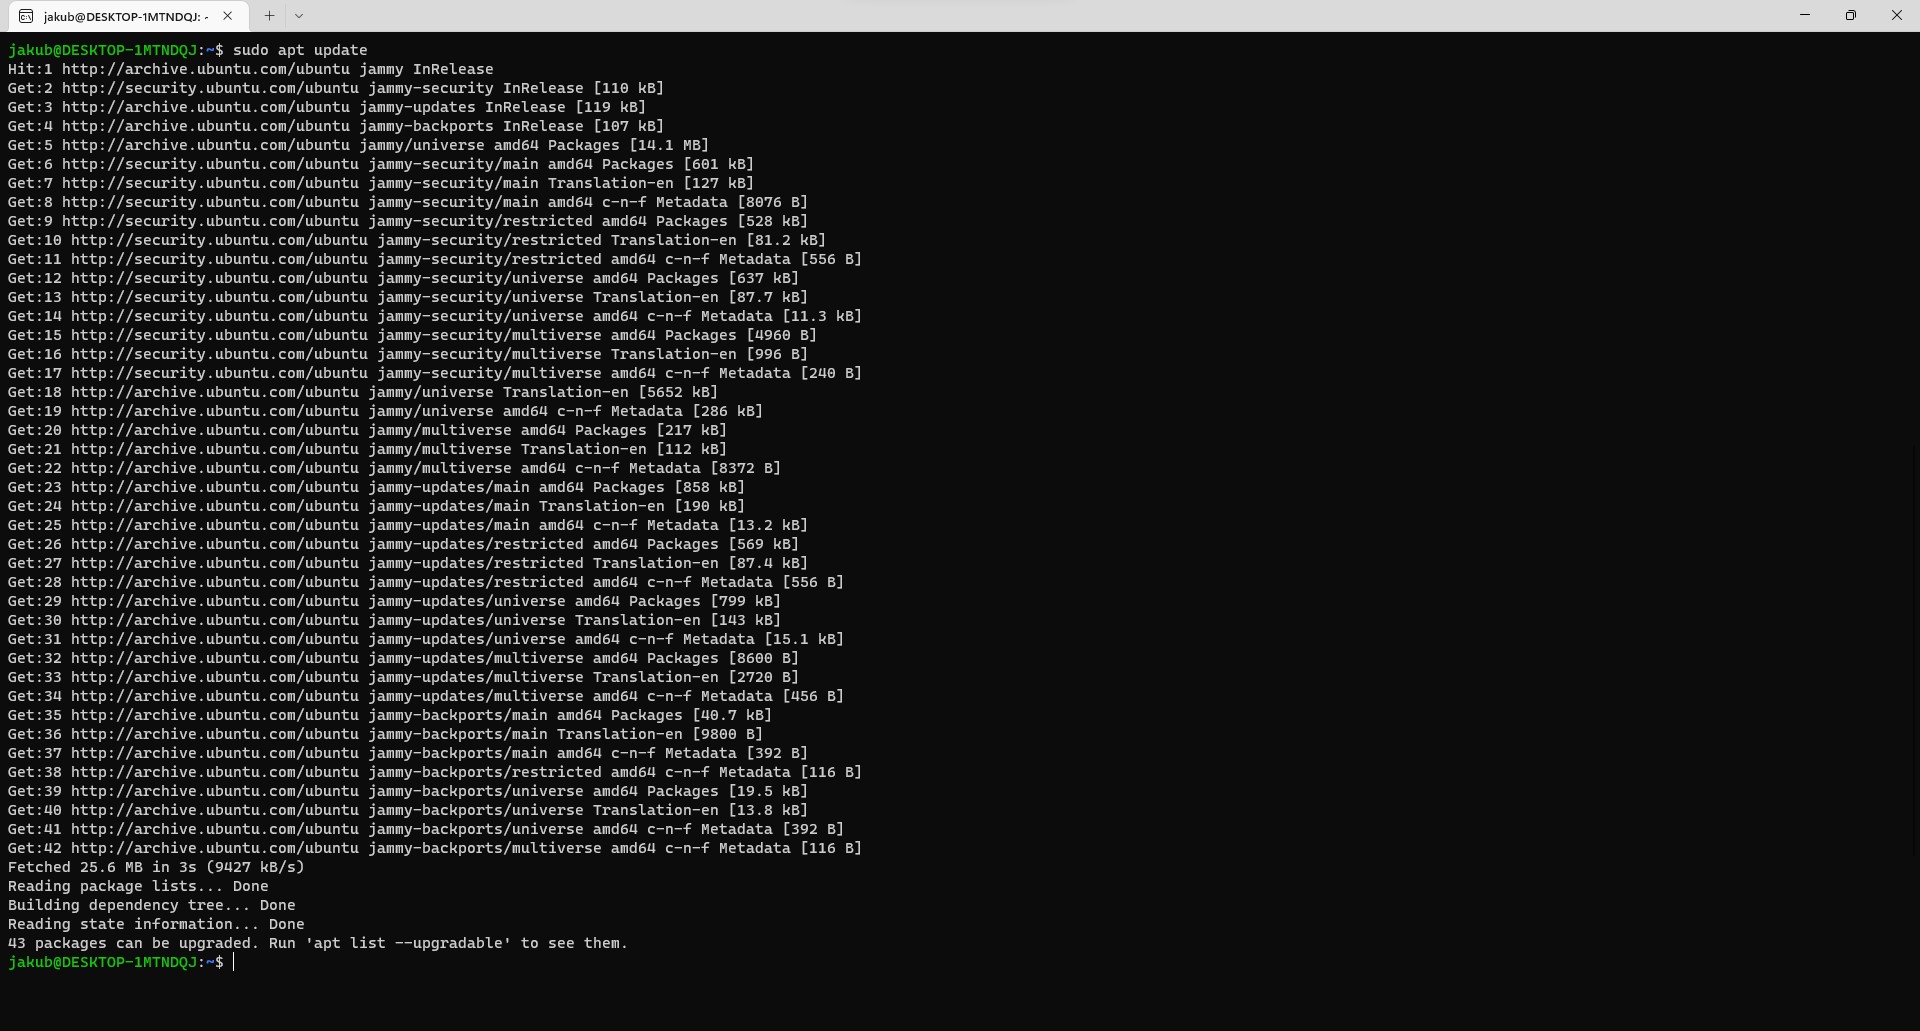 jakub@DESKTOP-1MTNDQJ: ~
jakub@DESKTOP-1MTNDQJ:~$ sudo apt update
Hit:1 http://archive.ubuntu.com/ubuntu jammy InRelease
Get:2 http://security.ubuntu.com/ubuntu jammy-security InRelease [110 kB]
Get:3 http://archive.ubuntu.com/ubuntu jammy-updates InRelease [119 kB]
Get:4 http://archive.ubuntu.com/ubuntu jammy-backports InRelease [107 kB]
Get:5 http://archive.ubuntu.com/ubuntu jammy/universe amd64 Packages [14.1 MB]
Get:6 http://security.ubuntu.com/ubuntu jammy-security/main amd64 Packages [601 kB]
Get:7 http://security.ubuntu.com/ubuntu jammy-security/main Translation-en [127 kB]
Get:8 http://security.ubuntu.com/ubuntu jammy-security/main amd64 c-n-f Metadata [8076 B]
Get:9 http://security.ubuntu.com/ubuntu jammy-security/restricted amd64 Packages [528 kB]
Get:10 http://security.ubuntu.com/ubuntu jammy-security/restricted Translation-en [81.2 kB]
Get:11 http://security.ubuntu.com/ubuntu jammy-security/restricted amd64 c-n-f Metadata [556 B]
Get:12 http://security.ubuntu.com/ubuntu jammy-security/universe amd64 Packages [637 kB]
Get:13 http://security.ubuntu.com/ubuntu jammy-security/universe Translation-en [87.7 kB]
Get:14 http://security.ubuntu.com/ubuntu jammy-security/universe amd64 c-n-f Metadata [11.3 kB]
Get:15 http://security.ubuntu.com/ubuntu jammy-security/multiverse amd64 Packages [4960 B]
Get:16 http://security.ubuntu.com/ubuntu jammy-security/multiverse Translation-en [996 B]
Get:17 http://security.ubuntu.com/ubuntu jammy-security/multiverse amd64 c-n-f Metadata [240 B]
Get:18 http://archive.ubuntu.com/ubuntu jammy/universe Translation-en [5652 kB]
Get:19 http://archive.ubuntu.com/ubuntu jammy/universe amd64 c-n-f Metadata [286 kB]
Get:20 http://archive.ubuntu.com/ubuntu jammy/multiverse amd64 Packages [217 kB]
Get:21 http://archive.ubuntu.com/ubuntu jammy/multiverse Translation-en [112 kB]
Get:22 http://archive.ubuntu.com/ubuntu jammy/multiverse amd64 c-n-f Metadata [8372 B]
Get:23 http://archive.ubuntu.com/ubuntu jammy-updates/main amd64 Packages [858 kB]
Get:24 http://archive.ubuntu.com/ubuntu jammy-updates/main Translation-en [190 kB]
Get:25 http://archive.ubuntu.com/ubuntu jammy-updates/main amd64 c-n-f Metadata [13.2 kB]
Get:26 http://archive.ubuntu.com/ubuntu jammy-updates/restricted amd64 Packages [569 kB]
Get:27 http://archive.ubuntu.com/ubuntu jammy-updates/restricted Translation-en [87.4 kB]
Get:28 http://archive.ubuntu.com/ubuntu jammy-updates/restricted amd64 c-n-f Metadata [556 B]
Get:29 http://archive.ubuntu.com/ubuntu jammy-updates/universe amd64 Packages [799 kB]
Get:30 http://archive.ubuntu.com/ubuntu jammy-updates/universe Translation-en [143 kB]
Get:31 http://archive.ubuntu.com/ubuntu jammy-updates/universe amd64 c-n-f Metadata [15.1 kB]
Get:32 http://archive.ubuntu.com/ubuntu jammy-updates/multiverse amd64 Packages [8600 B]
Get:33 http://archive.ubuntu.com/ubuntu jammy-updates/multiverse Translation-en [2720 B]
Get:34 http://archive.ubuntu.com/ubuntu jammy-updates/multiverse amd64 c-n-f Metadata [456 B]
Get:35 http://archive.ubuntu.com/ubuntu jammy-backports/main amd64 Packages [40.7 kB]
Get:36 http://archive.ubuntu.com/ubuntu jammy-backports/main Translation-en [9800 B]
Get:37 http://archive.ubuntu.com/ubuntu jammy-backports/main amd64 c-n-f Metadata [392 B]
Get:38 http://archive.ubuntu.com/ubuntu jammy-backports/restricted amd64 c-n-f Metadata [116 B]
Get:39 http://archive.ubuntu.com/ubuntu jammy-backports/universe amd64 Packages [19.5 kB]
Get:40 http://archive.ubuntu.com/ubuntu jammy-backports/universe Translation-en [13.8 kB]
Get:41 http://archive.ubuntu.com/ubuntu jammy-backports/universe amd64 c-n-f Metadata [392 B]
Get:42 http://archive.ubuntu.com/ubuntu jammy-backports/multiverse amd64 c-n-f Metadata [116 B]
Fetched 25.6 MB in 3s (9427 kB/s)
Reading package lists... Done
Building dependency tree... Done
Reading state information... Done
43 packages can be upgraded. Run 'apt list --upgradable' to see them.
jakub@DESKTOP-1MTNDQJ:~$